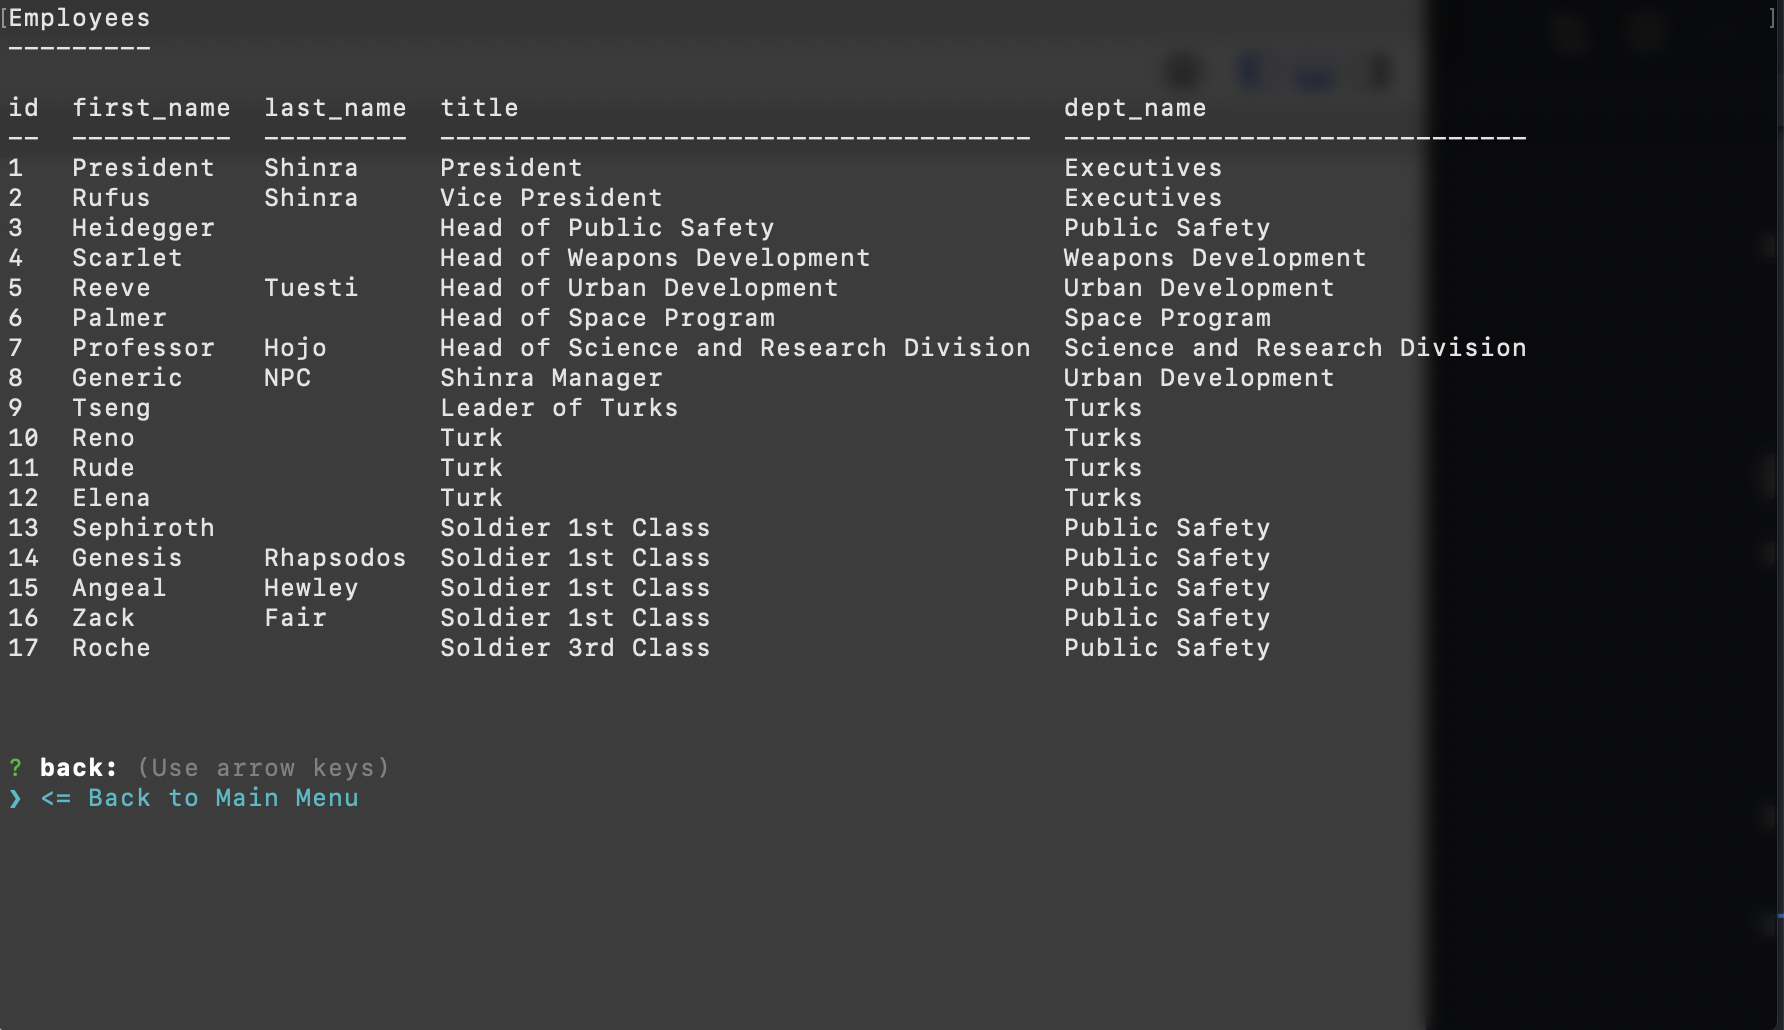 [Employees ]
---------
id  first_name  last_name  title                                  dept_name
--  ----------  ---------  -------------------------------------  -----------------------------
1   President   Shinra     President                              Executives
2   Rufus       Shinra     Vice President                         Executives
3   Heidegger              Head of Public Safety                  Public Safety
4   Scarlet                Head of Weapons Development            Weapons Development
5   Reeve       Tuesti     Head of Urban Development              Urban Development
6   Palmer                 Head of Space Program                  Space Program
7   Professor   Hojo       Head of Science and Research Division  Science and Research Division
8   Generic     NPC        Shinra Manager                         Urban Development
9   Tseng                  Leader of Turks                        Turks
10  Reno                   Turk                                   Turks
11  Rude                   Turk                                   Turks
12  Elena                  Turk                                   Turks
13  Sephiroth              Soldier 1st Class                      Public Safety
14  Genesis     Rhapsodos  Soldier 1st Class                      Public Safety
15  Angeal      Hewley     Soldier 1st Class                      Public Safety
16  Zack        Fair       Soldier 1st Class                      Public Safety
17  Roche                  Soldier 3rd Class                      Public Safety
? back: (Use arrow keys)
❯ <= Back to Main Menu